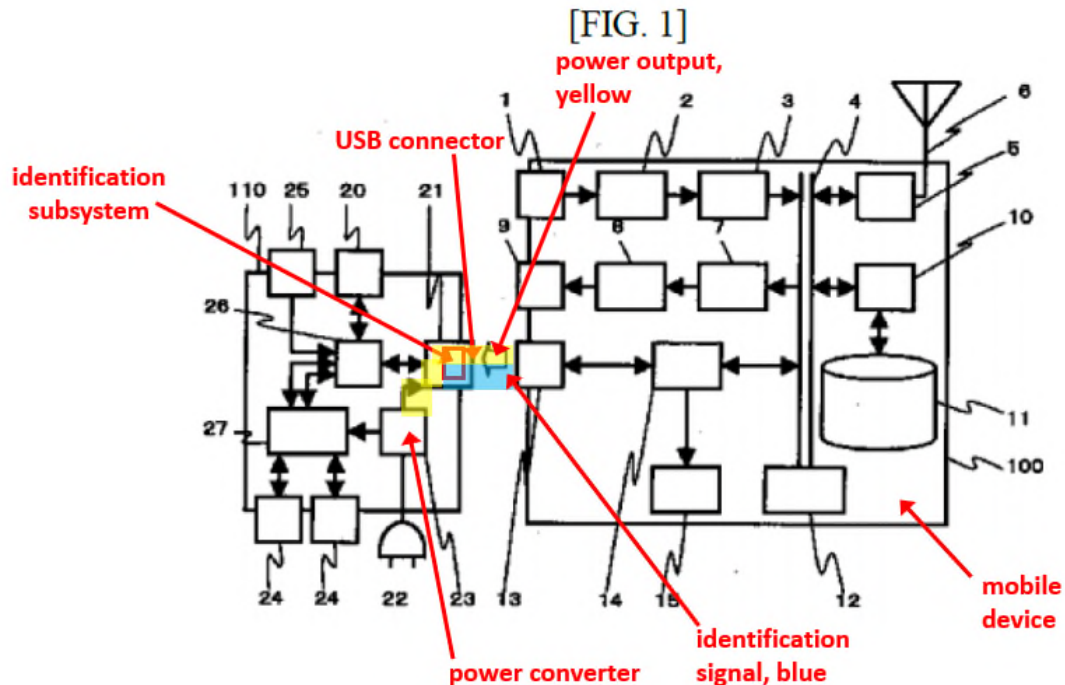 [FIG. 1]
power output,
yellow
USB connector
identification
subsystem
1
2
3
4
6
5
110
25
20
21
9
8
7
10
26
27
11
100
24
24
22
23
13
14
15
12
mobile
device
identification
signal, blue
power converter